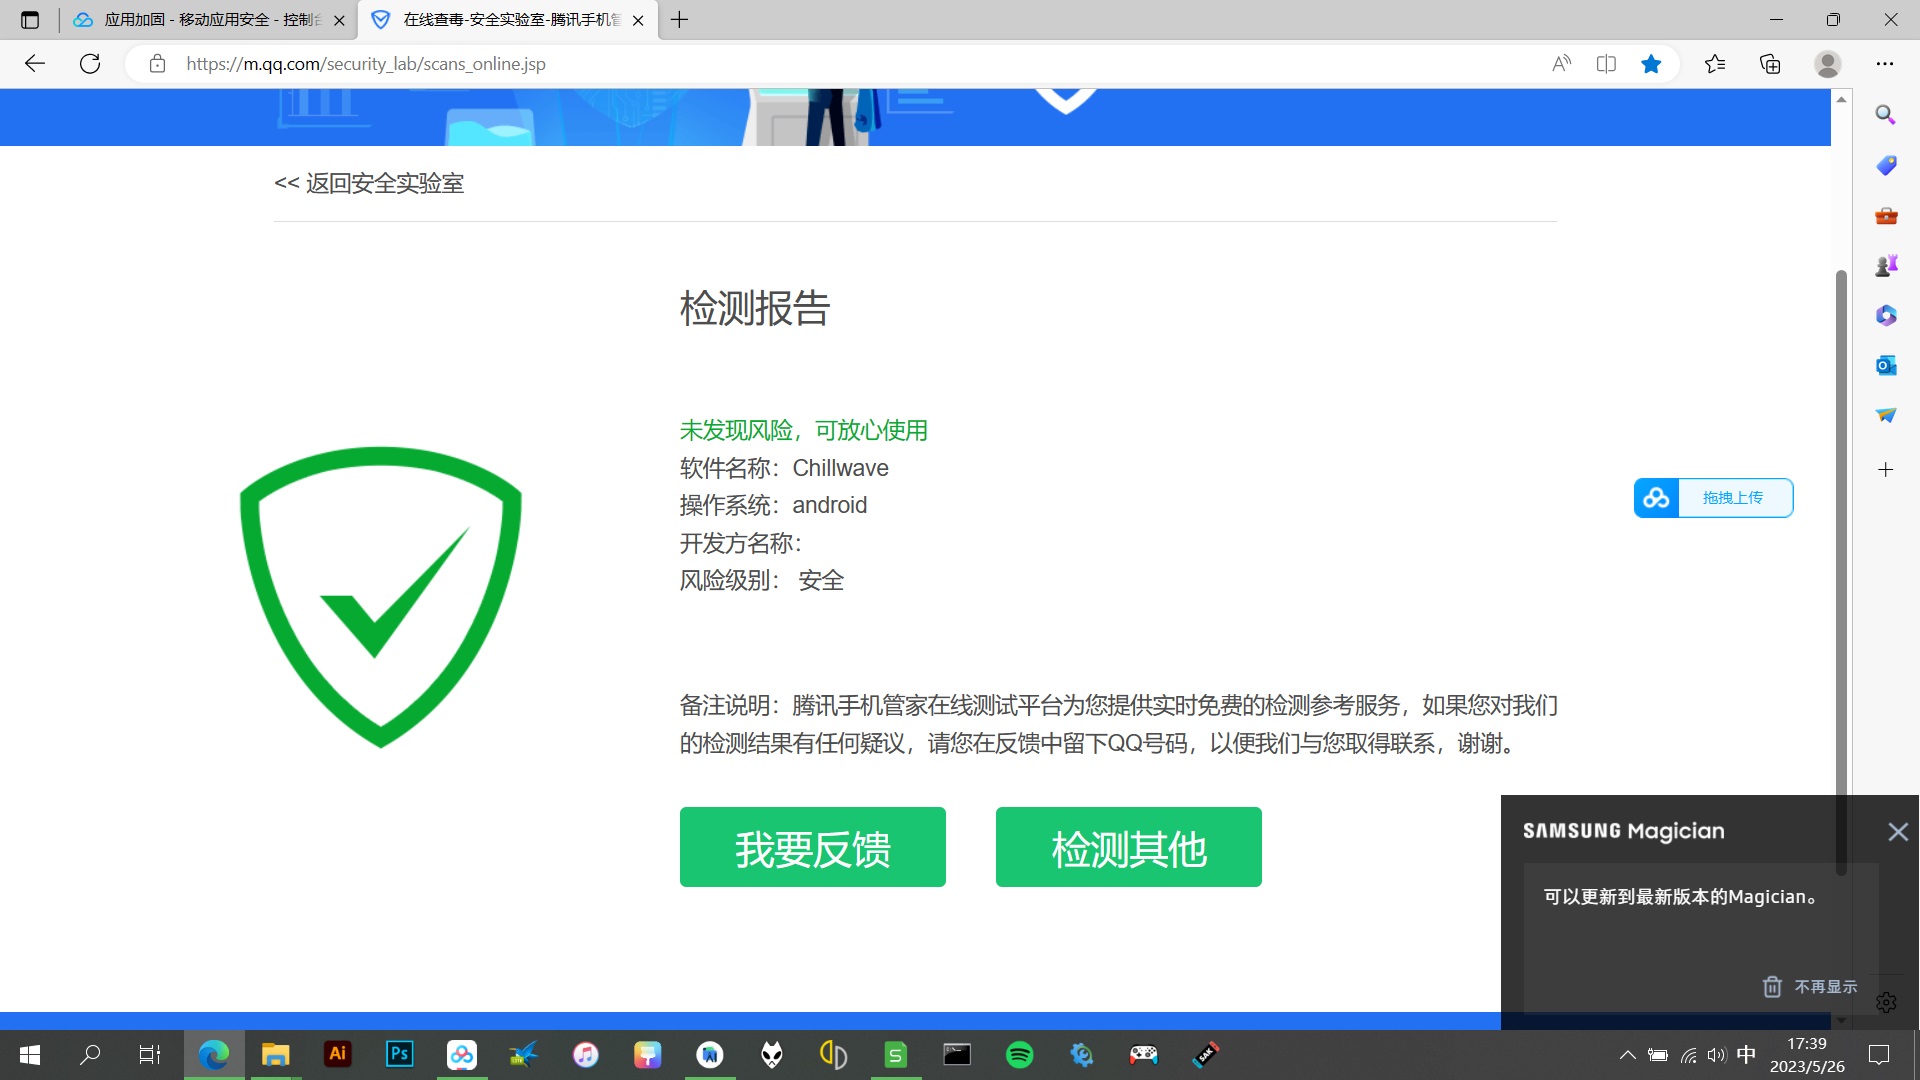 应用加固 - 移动应用安全 - 控制台
在线查毒-安全实验室-腾讯手机管
https://m.qq.com/security_lab/scans_online.jsp
<< 返回安全实验室
检测报告
未发现风险，可放心使用
软件名称：Chillwave
操作系统：android
开发方名称：
风险级别： 安全
拖拽上传
备注说明：腾讯手机管家在线测试平台为您提供实时免费的检测参考服务，如果您对我们
的检测结果有任何疑议，请您在反馈中留下QQ号码，以便我们与您取得联系，谢谢。
我要反馈
检测其他
SAMSUNG Magician
可以更新到最新版本的Magician。
不再显示
Ai
Ps
S
SAK
中
17:39
2023/5/26